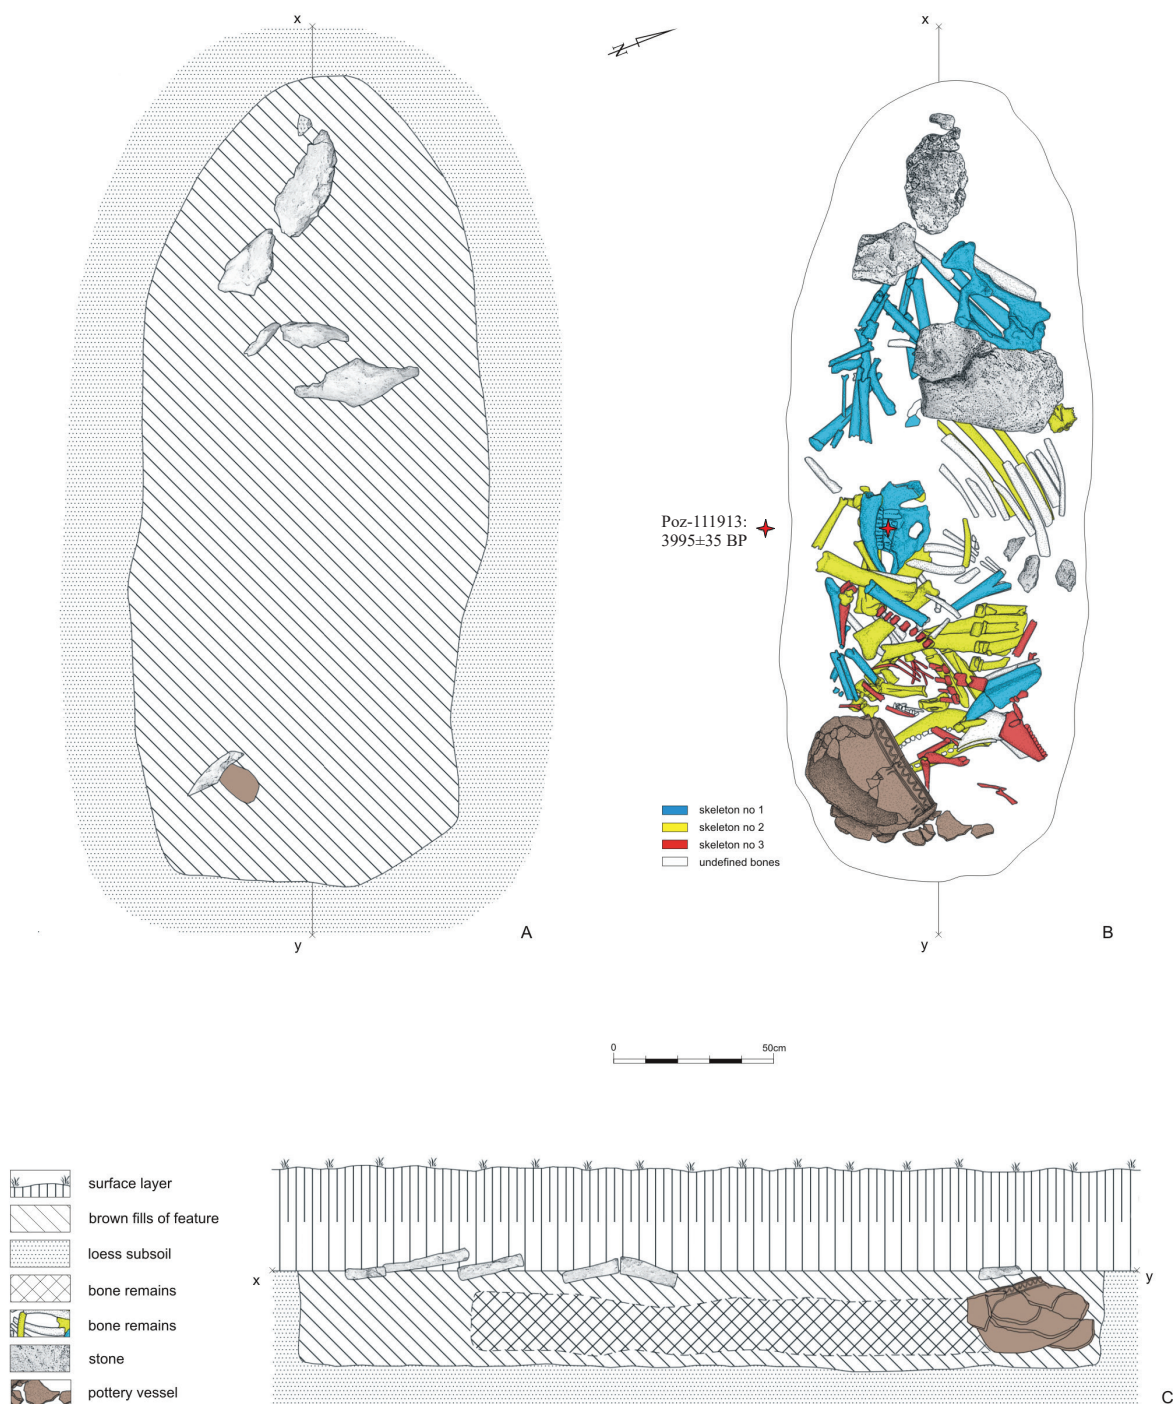 x
x
N
Poz-111913:
3995±35 BP
skeleton no 1
skeleton no 2
skeleton no 3
undefined bones
A
B
y
y
0 50cm
surface layer
brown fills of feature
loess subsoil
x
y
bone remains
bone remains
stone
pottery vessel
C